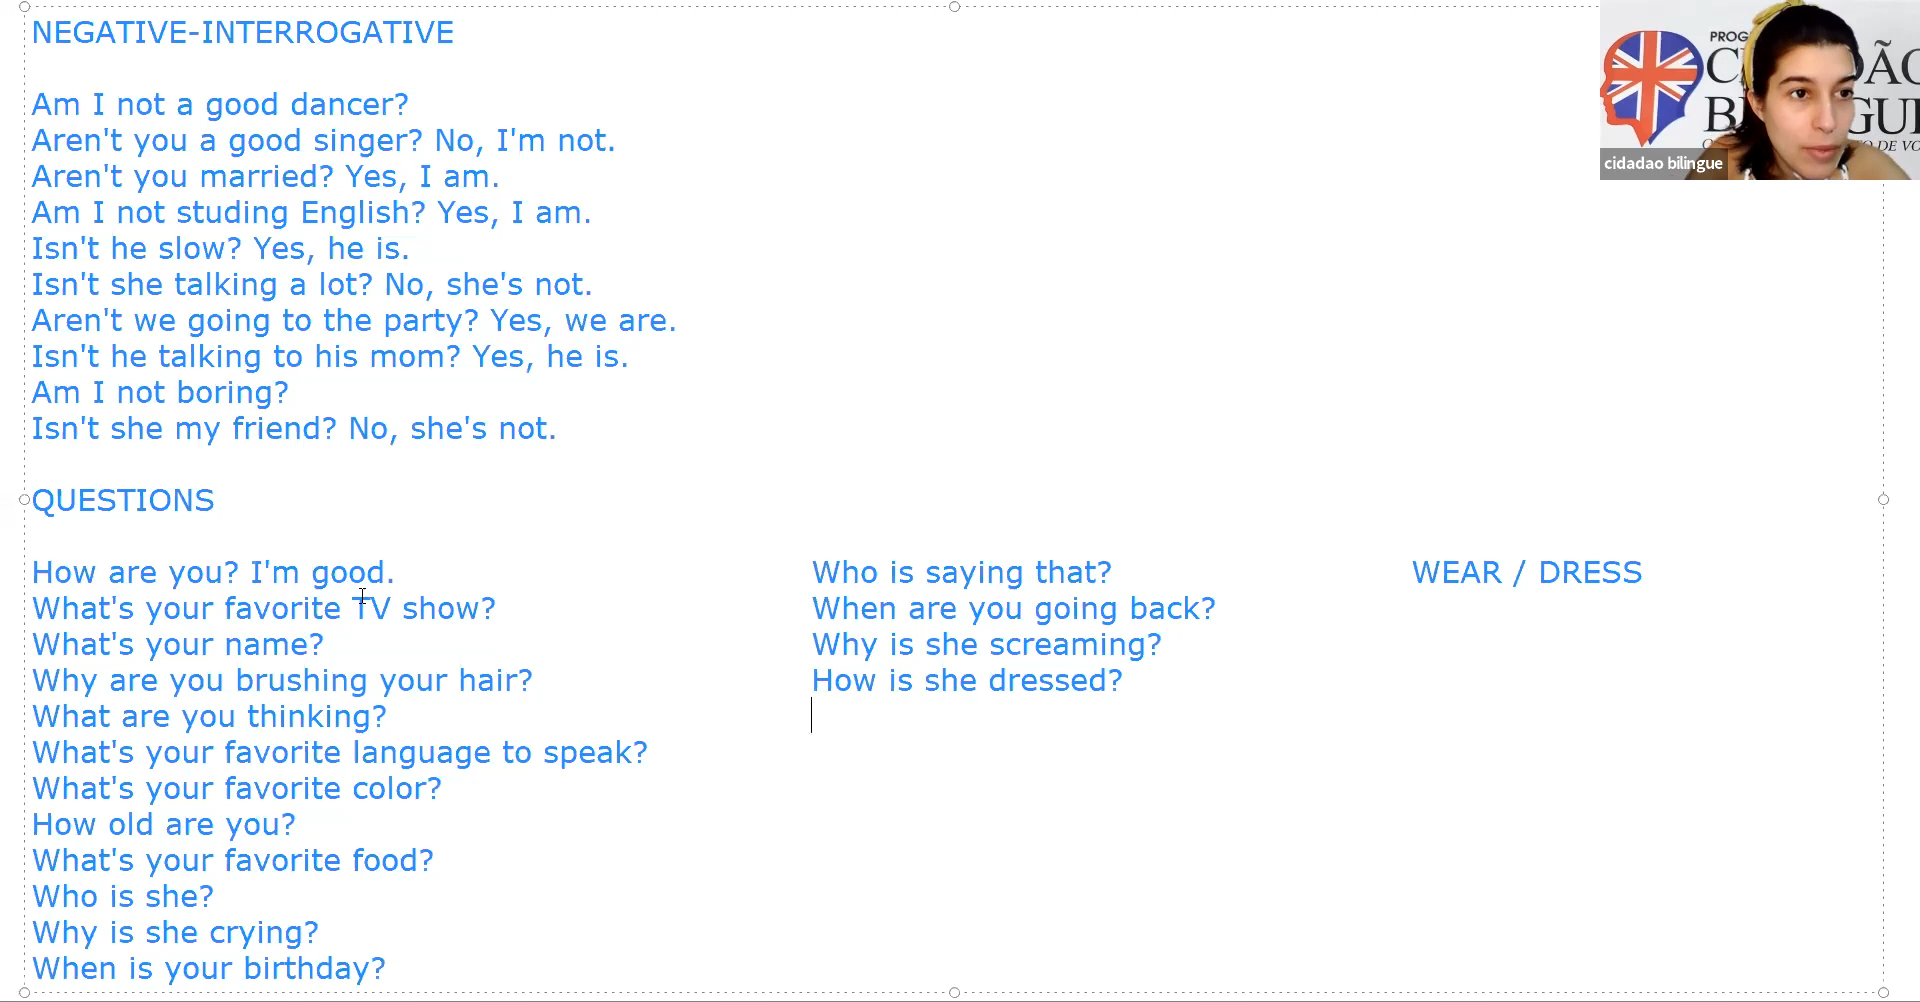 NEGATIVE-INTERROGATIVE
Am I not a good dancer?
Aren't you a good singer? No, I'm not.
Aren't you married? Yes, I am.
Am I not studing English? Yes, I am.
Isn't he slow? Yes, he is.
Isn't she talking a lot? No, she's not.
Aren't we going to the party? Yes, we are.
Isn't he talking to his mom? Yes, he is.
Am I not boring?
Isn't she my friend? No, she's not.
QUESTIONS
How are you? I'm good.
What's your favorite TV show?
What's your name?
Why are you brushing your hair?
What are you thinking?
What's your favorite language to speak?
What's your favorite color?
How old are you?
What's your favorite food?
Who is she?
Why is she crying?
When is your birthday?
Who is saying that?
When are you going back?
Why is she screaming?
How is she dressed?
WEAR / DRESS
cidadao bilingue